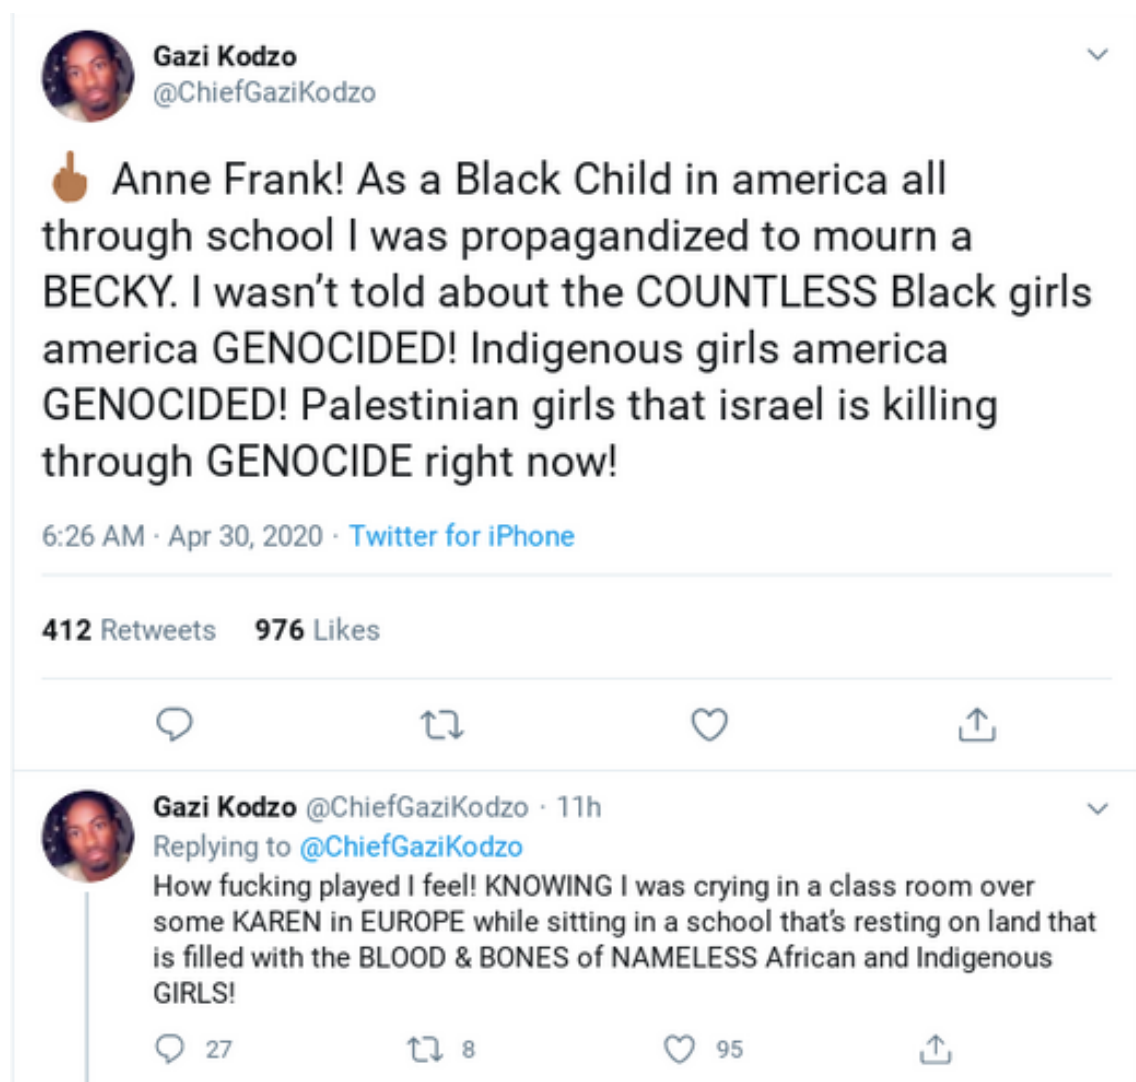 Gazi Kodzo
@ChiefGaziKodzo
🖕🏾 Anne Frank! As a Black Child in america all
through school I was propagandized to mourn a
BECKY. I wasn't told about the COUNTLESS Black girls
america GENOCIDED! Indigenous girls america
GENOCIDED! Palestinian girls that israel is killing
through GENOCIDE right now!
6:26 AM · Apr 30, 2020 · Twitter for iPhone
412 Retweets 976 Likes
Gazi Kodzo @ChiefGaziKodzo · 11h
Replying to @ChiefGaziKodzo
How fucking played I feel! KNOWING I was crying in a class room over
some KAREN in EUROPE while sitting in a school that's resting on land that
is filled with the BLOOD & BONES of NAMELESS African and Indigenous
GIRLS!
27 8 95